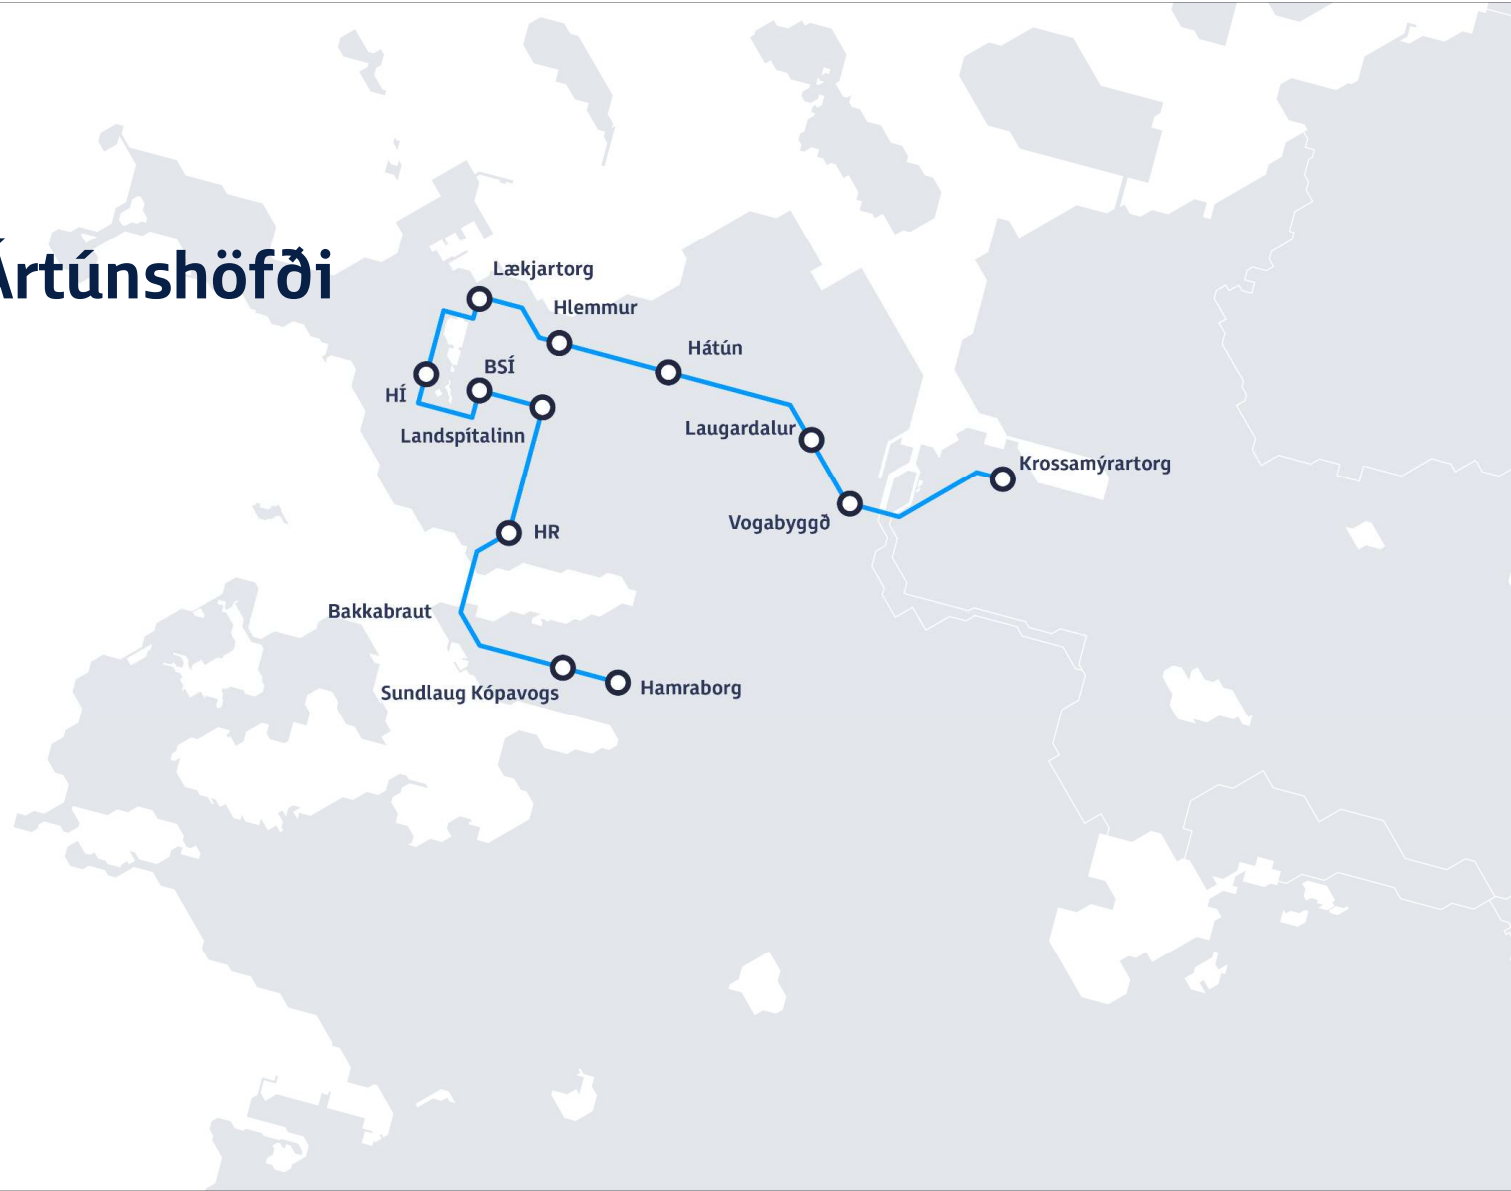 Ártúnshöfði
Lækjartorg
Hlemmur
Hátún
BSÍ
HÍ
Laugardalur
Landspítalinn
Krossamýrartorg
Vogabyggð
HR
Bakkabraut
Sundlaug Kópavogs
Hamraborg